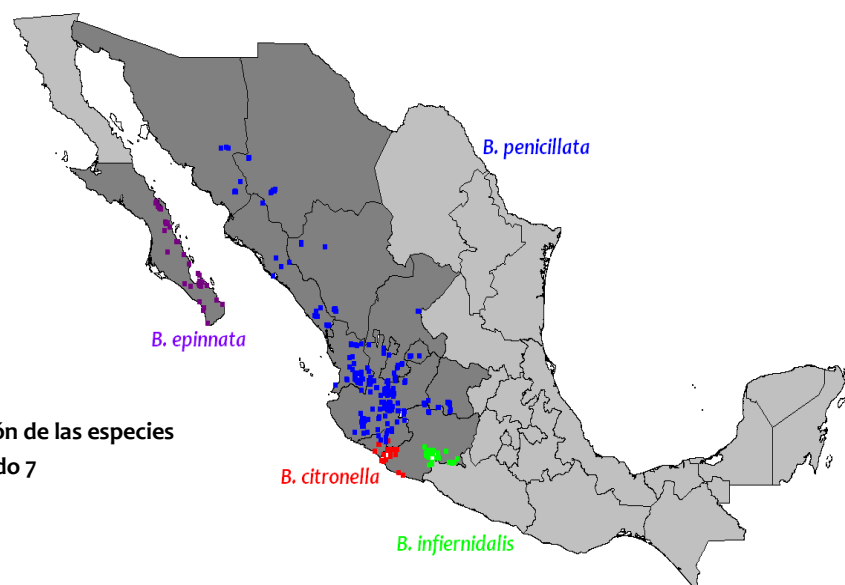 B. penicillata
B. epinnata
ón de las especies
do 7
B. citronella
B. infiernidalis